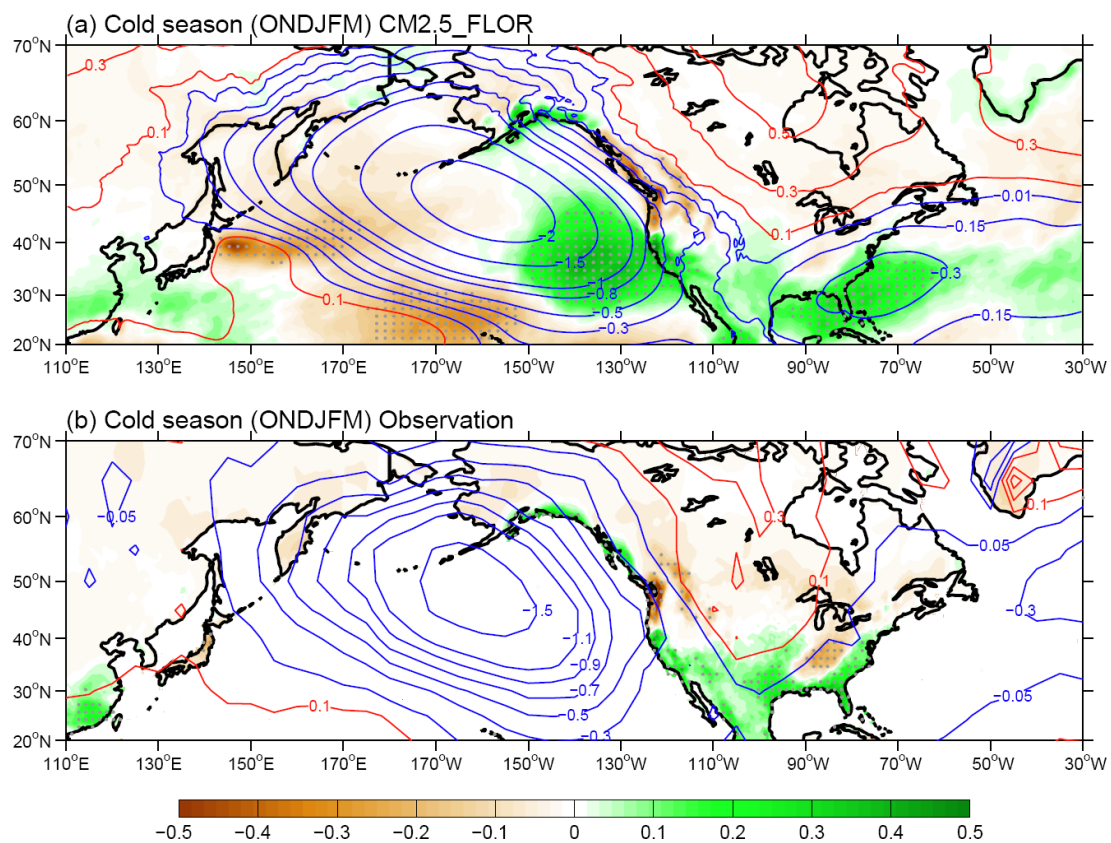 (a) Cold season (ONDJFM) CM2.5_FLOR
70°N
60°N
50°N
40°N
30°N
20°N
0.3
0.1
0.1
0.5
0.3
0.1
0.3
−0.01
−0.15
−0.3
−0.15
−2
−1.5
−0.8
−0.5
−0.3
110°E 130°E 150°E 170°E 170°W 150°W 130°W 110°W 90°W 70°W 50°W 30°W
(b) Cold season (ONDJFM) Observation
70°N
60°N
50°N
40°N
30°N
20°N
−0.05
0.1
−1.5
−1.1
−0.9
−0.7
−0.5
−0.3
0.3
0.1
0.1
−0.05
−0.3
−0.05
110°E 130°E 150°E 170°E 170°W 150°W 130°W 110°W 90°W 70°W 50°W 30°W
−0.5 −0.4 −0.3 −0.2 −0.1 0 0.1 0.2 0.3 0.4 0.5